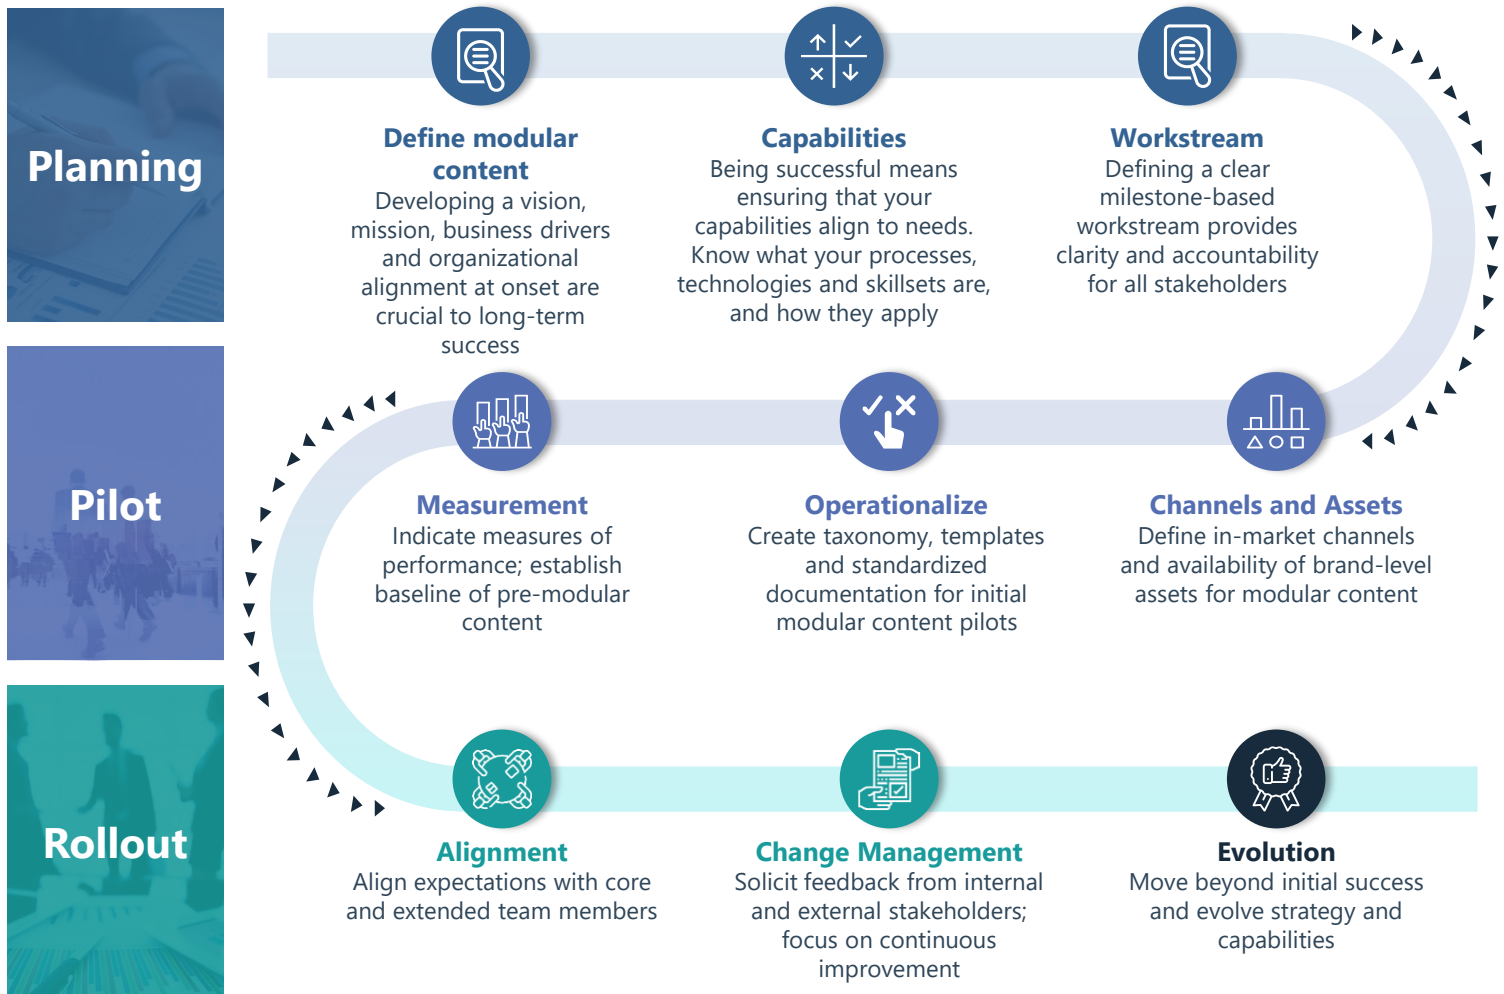 Planning
Define modular
content
Developing a vision,
mission, business drivers
and organizational
alignment at onset are
crucial to long-term
success
Capabilities
Being successful means
ensuring that your
capabilities align to needs.
Know what your processes,
technologies and skillsets are,
and how they apply
Workstream
Defining a clear
milestone-based
workstream provides
clarity and accountability
for all stakeholders
Pilot
Measurement
Indicate measures of
performance; establish
baseline of pre-modular
content
Operationalize
Create taxonomy, templates
and standardized
documentation for initial
modular content pilots
Channels and Assets
Define in-market channels
and availability of brand-level
assets for modular content
Rollout
Alignment
Align expectations with core
and extended team members
Change Management
Solicit feedback from internal
and external stakeholders;
focus on continuous
improvement
Evolution
Move beyond initial success
and evolve strategy and
capabilities